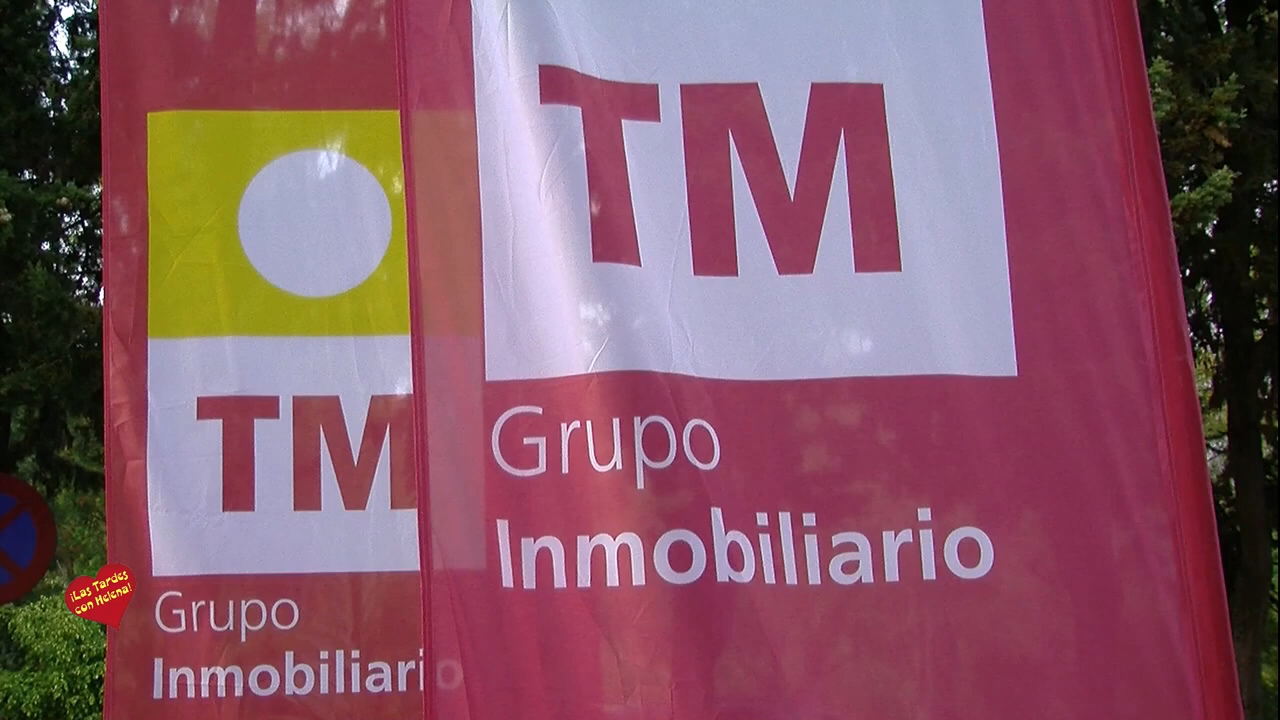 TM
Grupo
Inmobiliario
TM
Grupo
Inmobiliario
¡Las Tardes
con Helena!